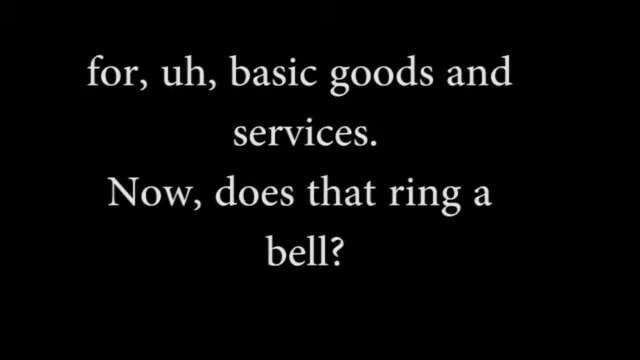 for, uh, basic goods and
services.
Now, does that ring a
bell?